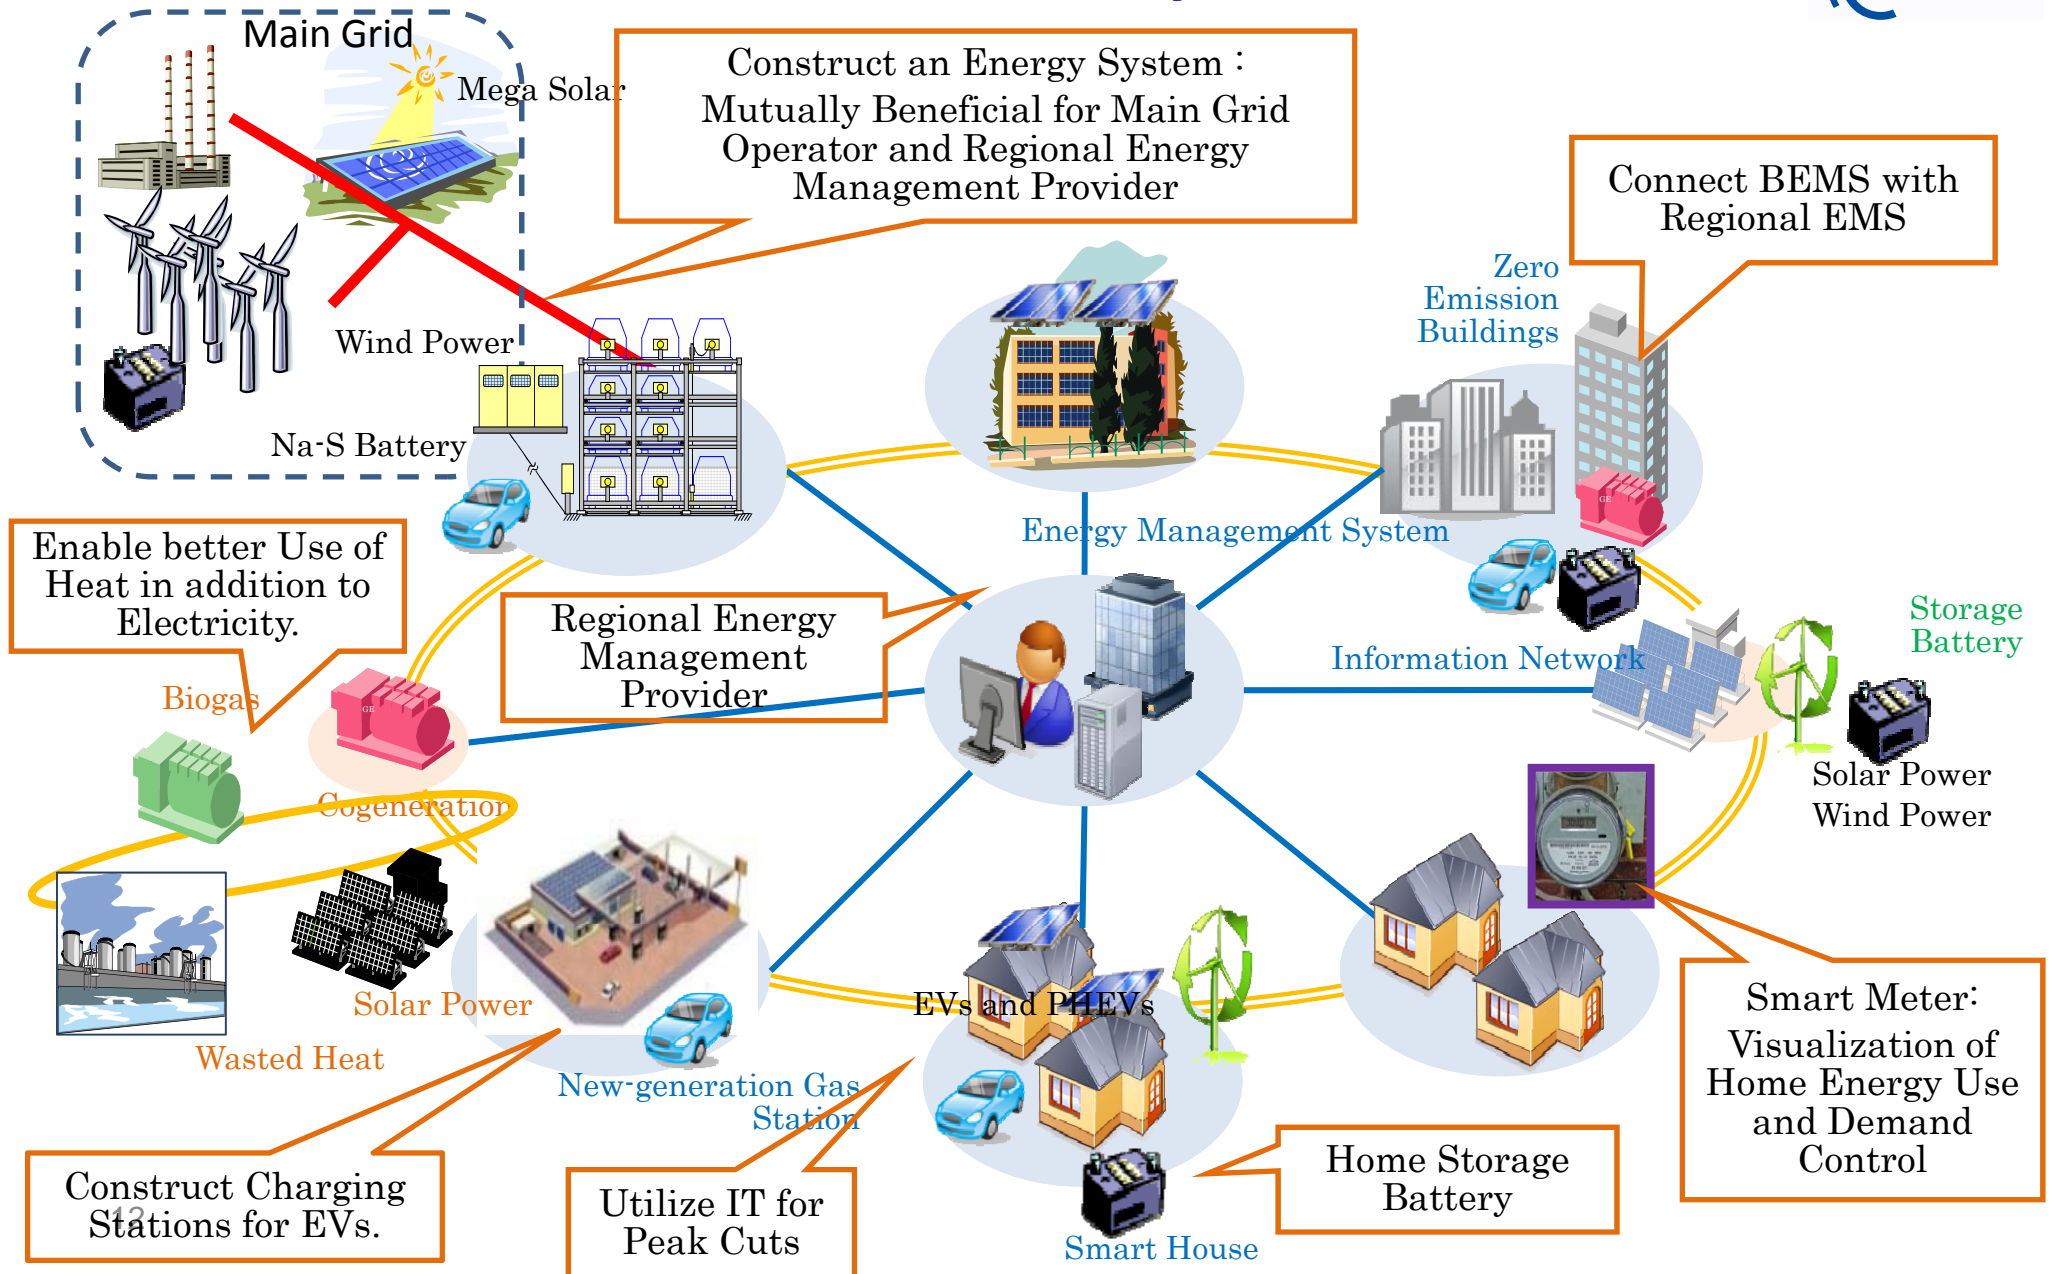 Main Grid
Mega Solar
Construct an Energy System :
Mutually Beneficial for Main Grid
Operator and Regional Energy
Management Provider
Connect BEMS with
Regional EMS
Zero
Emission
Buildings
Wind Power
Na-S Battery
Energy Management System
Enable better Use of
Heat in addition to
Electricity.
Regional Energy
Management
Provider
Storage
Battery
Information Network
Biogas
GE
GE
Cogeneration
Solar Power
Wind Power
Solar Power
EVs and PHEVs
Wasted Heat
New-generation Gas
Station
Smart Meter:
Visualization of
Home Energy Use
and Demand
Control
Construct Charging
Stations for EVs.
12
Utilize IT for
Peak Cuts
Home Storage
Battery
Smart House